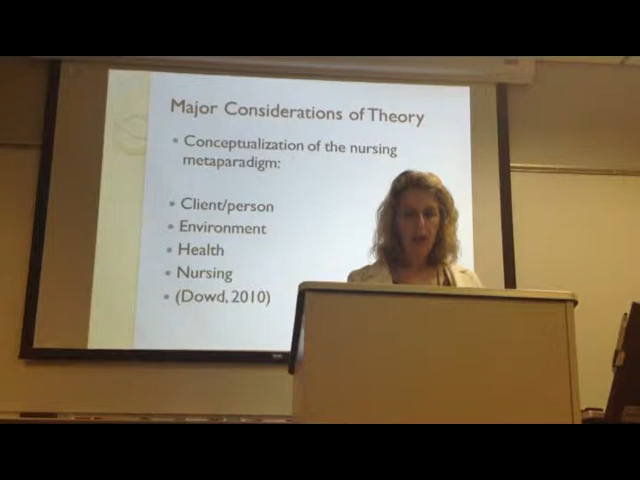 Major Considerations of Theory
• Conceptualization of the nursing
metaparadigm:
• Client/person
• Environment
• Health
• Nursing
• (Dowd, 2010)